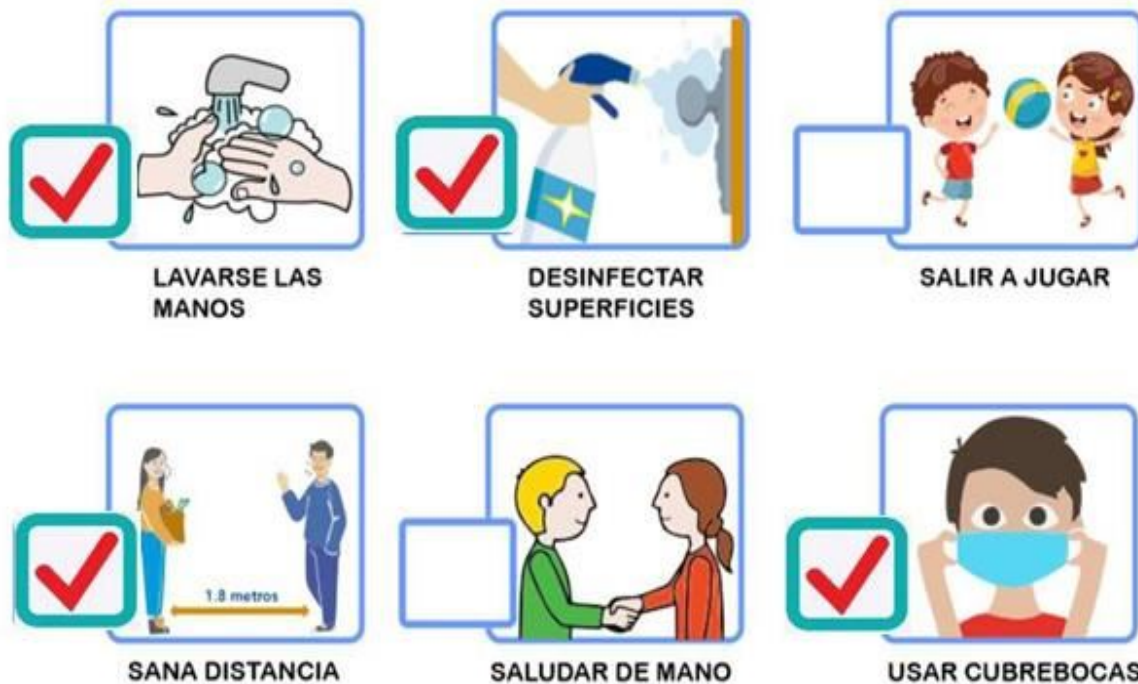 LAVARSE LAS
MANOS
DESINFECTAR
SUPERFICIES
SALIR A JUGAR
1.8 metros
SANA DISTANCIA
SALUDAR DE MANO
USAR CUBREBOCAS